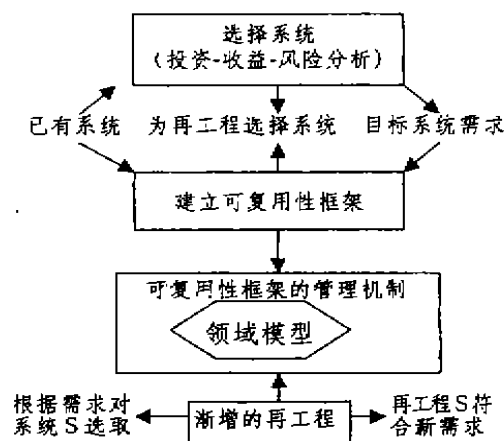 选择系统
(投资-收益-风险分析)
已有系统 为再工程选择系统 目标系统需求
建立可复用性框架
可复用性框架的管理机制
领域模型
根据需求对
系统S选取
渐增的再工程
再工程S符
合新需求